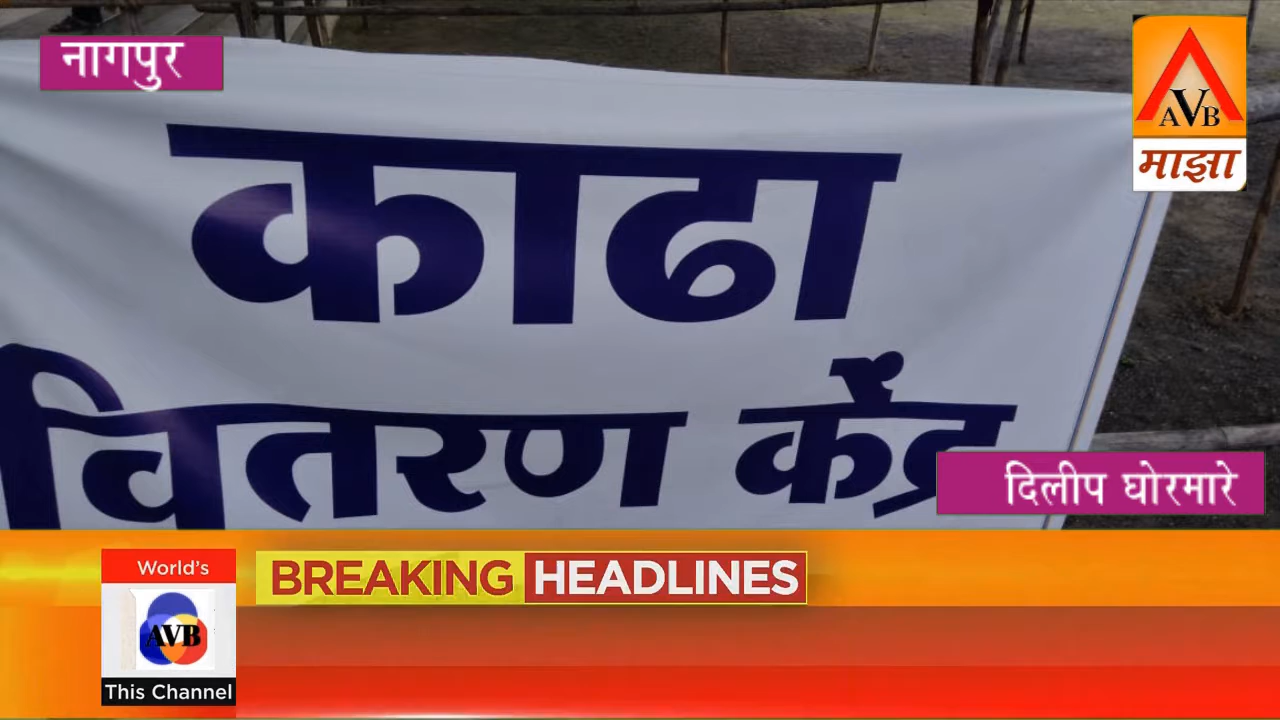 नागपुर
AVB
माझा
काढा
वितरण केंद्र
दिलीप घोरमारे
World's
BREAKING HEADLINES
AVB
This Channel